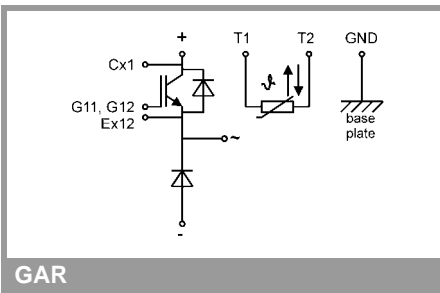 +
T1
T2
GND
Cx1
ϑ
G11, G12
Ex12
~
base
plate
-
GAR